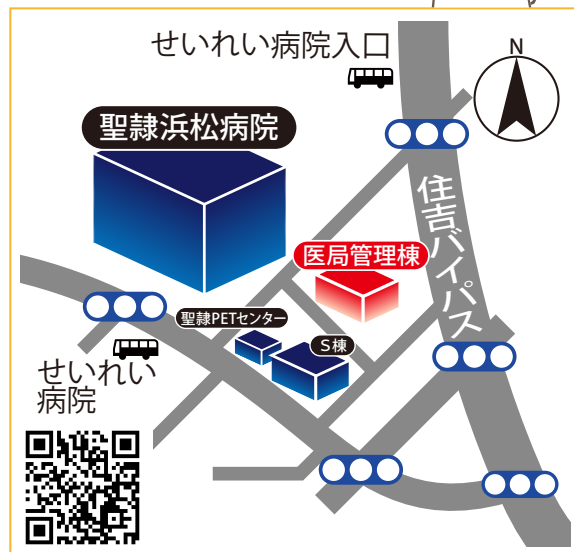 せいれい病院入口
N
聖隷浜松病院
住吉バイパス
医局管理棟
聖隷PETセンター
S棟
せいれい
病院